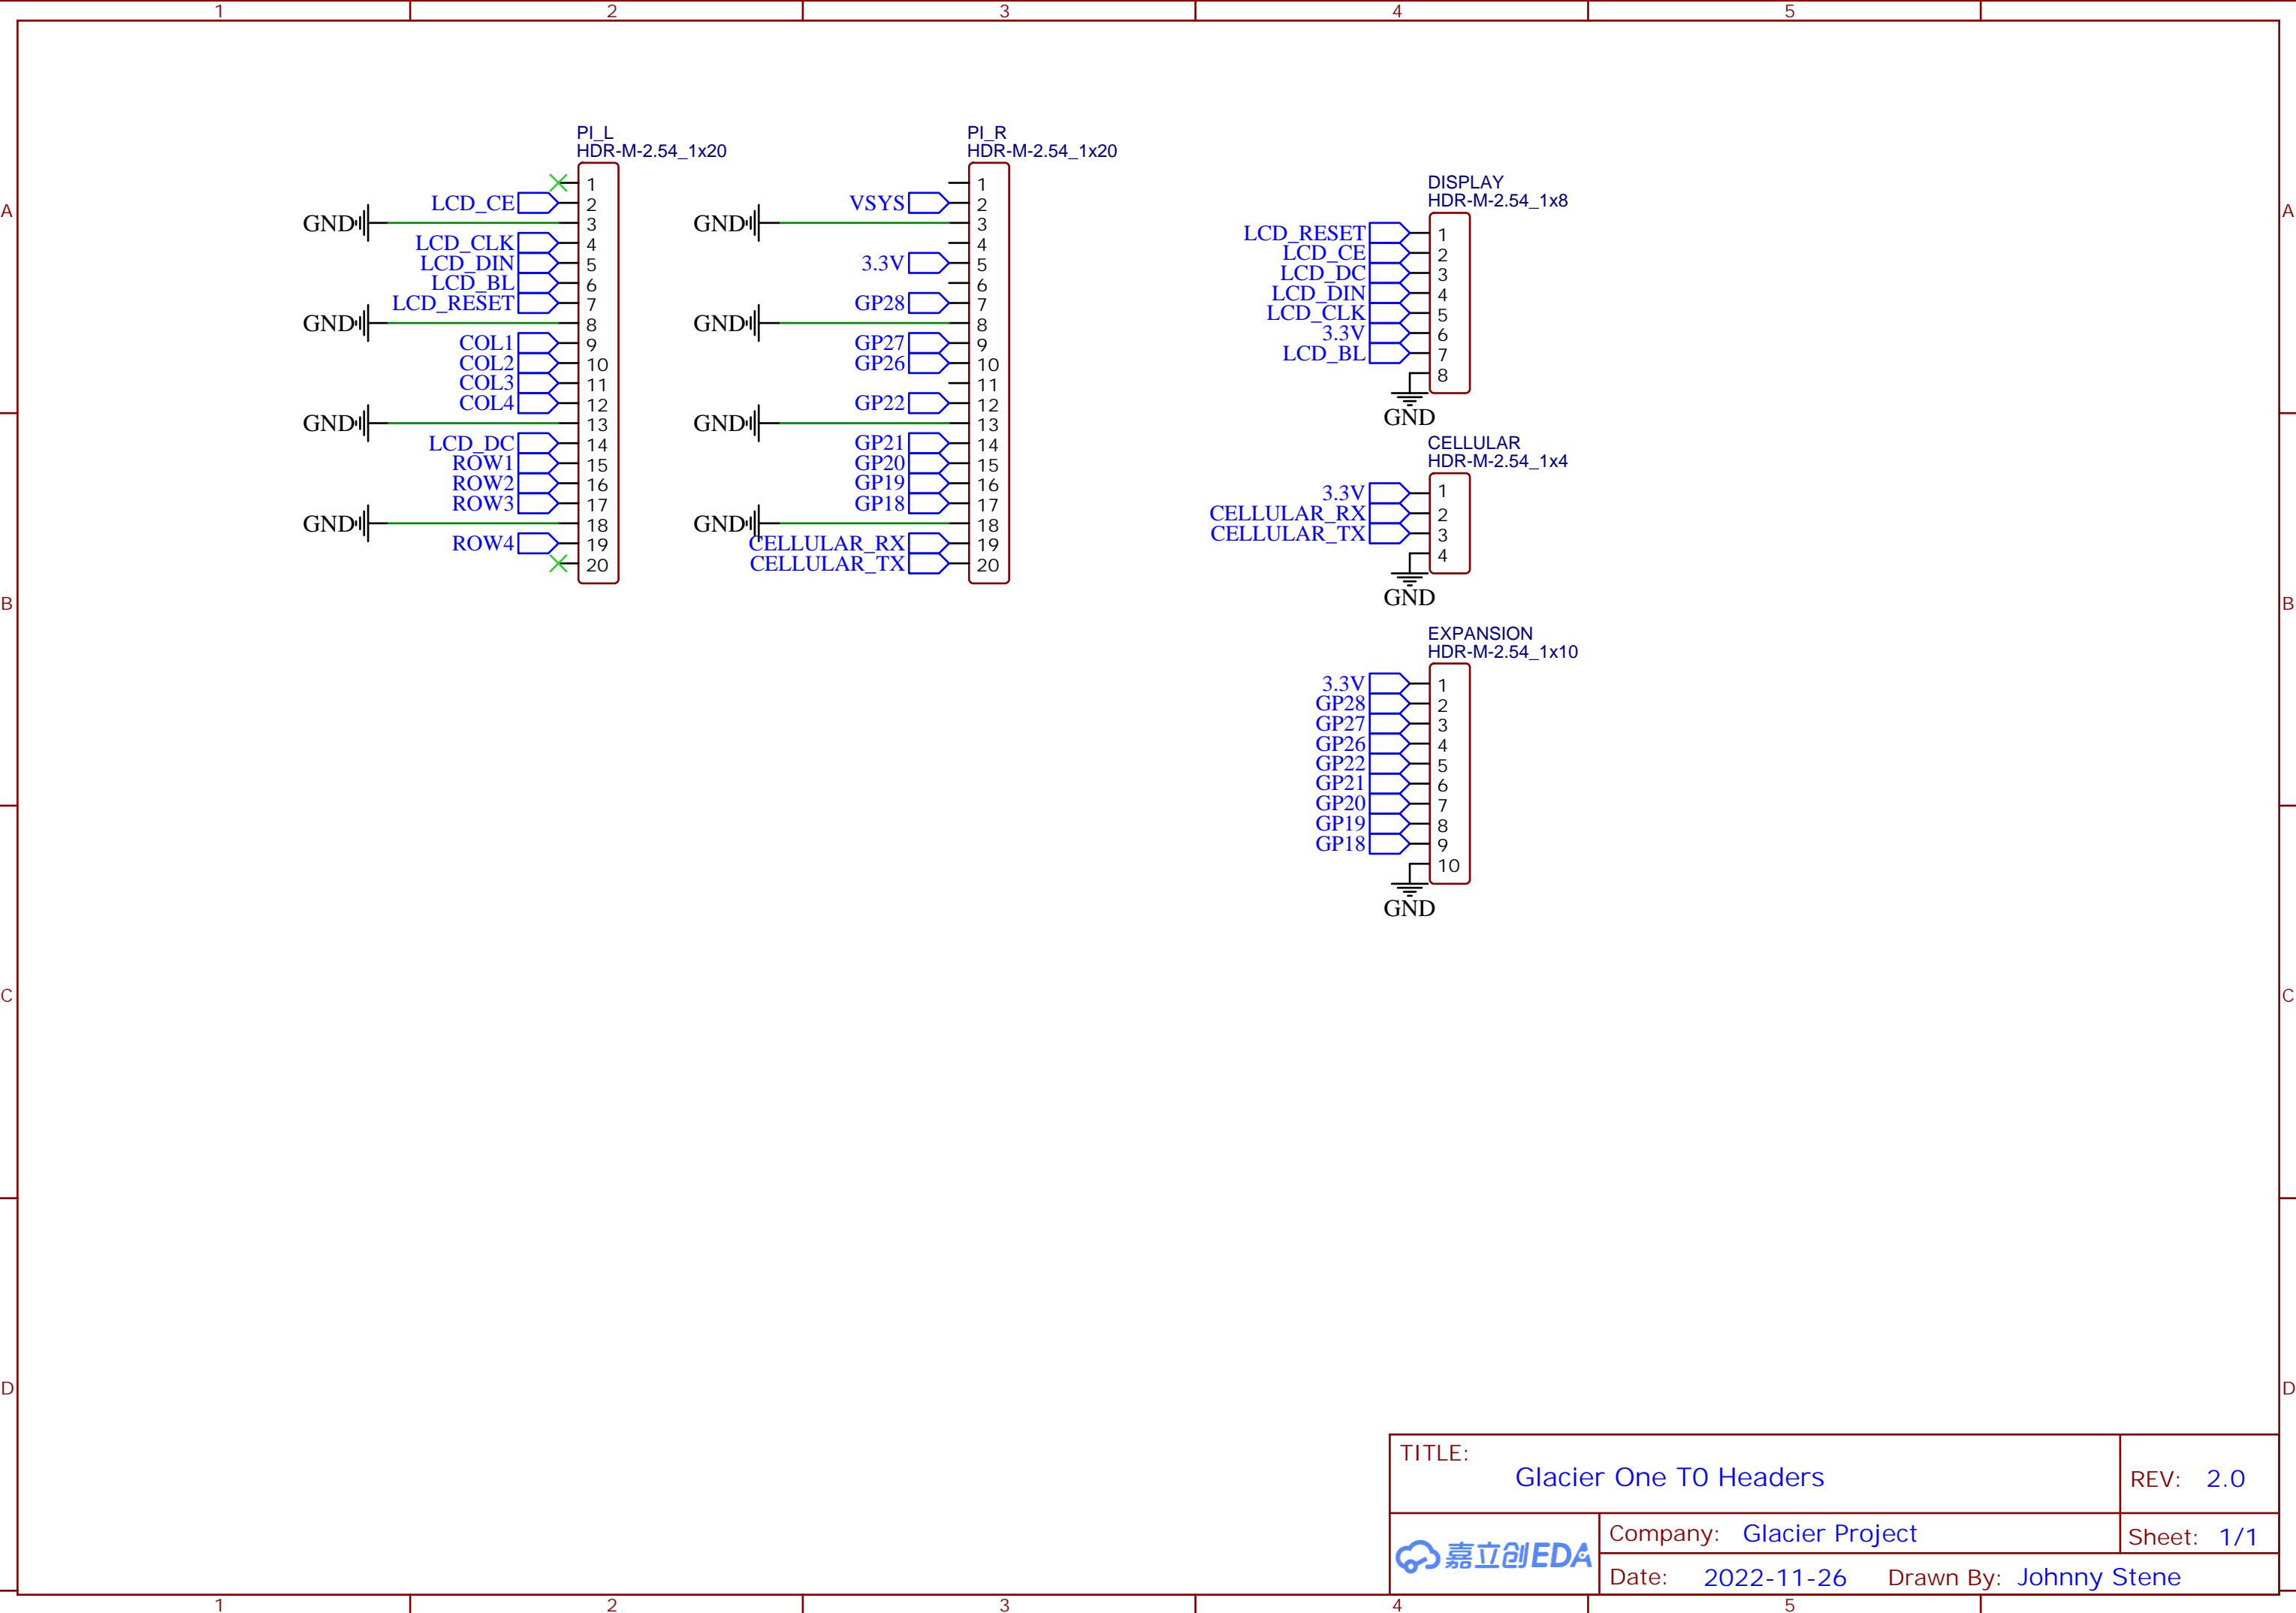 1 2 3 4 5
A A
B B
C C
D D
PI_L
HDR-M-2.54_1x20
1
LCD_CE 2
GND 3
LCD_CLK 4
LCD_DIN 5
LCD_BL 6
LCD_RESET 7
GND 8
COL1 9
COL2 10
COL3 11
COL4 12
GND 13
LCD_DC 14
ROW1 15
ROW2 16
ROW3 17
GND 18
ROW4 19
20
PI_R
HDR-M-2.54_1x20
1
VSYS 2
GND 3
4
3.3V 5
6
GP28 7
GND 8
GP27 9
GP26 10
11
GP22 12
GND 13
GP21 14
GP20 15
GP19 16
GP18 17
GND 18
CELLULAR_RX 19
CELLULAR_TX 20
DISPLAY
HDR-M-2.54_1x8
LCD_RESET 1
LCD_CE 2
LCD_DC 3
LCD_DIN 4
LCD_CLK 5
3.3V 6
LCD_BL 7
8
GND
CELLULAR
HDR-M-2.54_1x4
3.3V 1
CELLULAR_RX 2
CELLULAR_TX 3
4
GND
EXPANSION
HDR-M-2.54_1x10
3.3V 1
GP28 2
GP27 3
GP26 4
GP22 5
GP21 6
GP20 7
GP19 8
GP18 9
10
GND
TITLE:
Glacier One T0 Headers
REV: 2.0
嘉立创EDA
Company: Glacier Project
Sheet: 1/1
Date: 2022-11-26 Drawn By: Johnny Stene
1 2 3 4 5